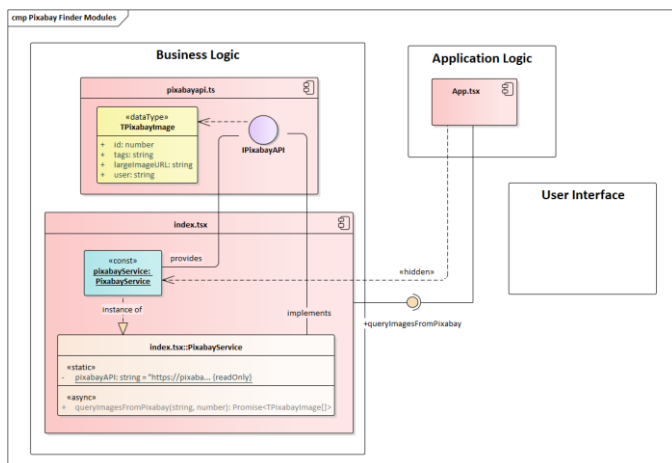 cmp Pixabay Finder Modules
Business Logic
pixabayapi.ts
«dataType»
TPixabayImage
+ id: number
+ tags: string
+ largeImageURL: string
+ user: string
IPixabayAPI
index.tsx
«const»
pixabayService:
PixabayService
provides
instance of
implements
index.tsx::PixabayService
«static»
- pixabayAPI: string = "https://pixaba... {readOnly}
«async»
+ queryImagesFromPixabay(string, number): Promise<TPixabayImage[]>
Application Logic
App.tsx
«hidden»
+queryImagesFromPixabay
User Interface